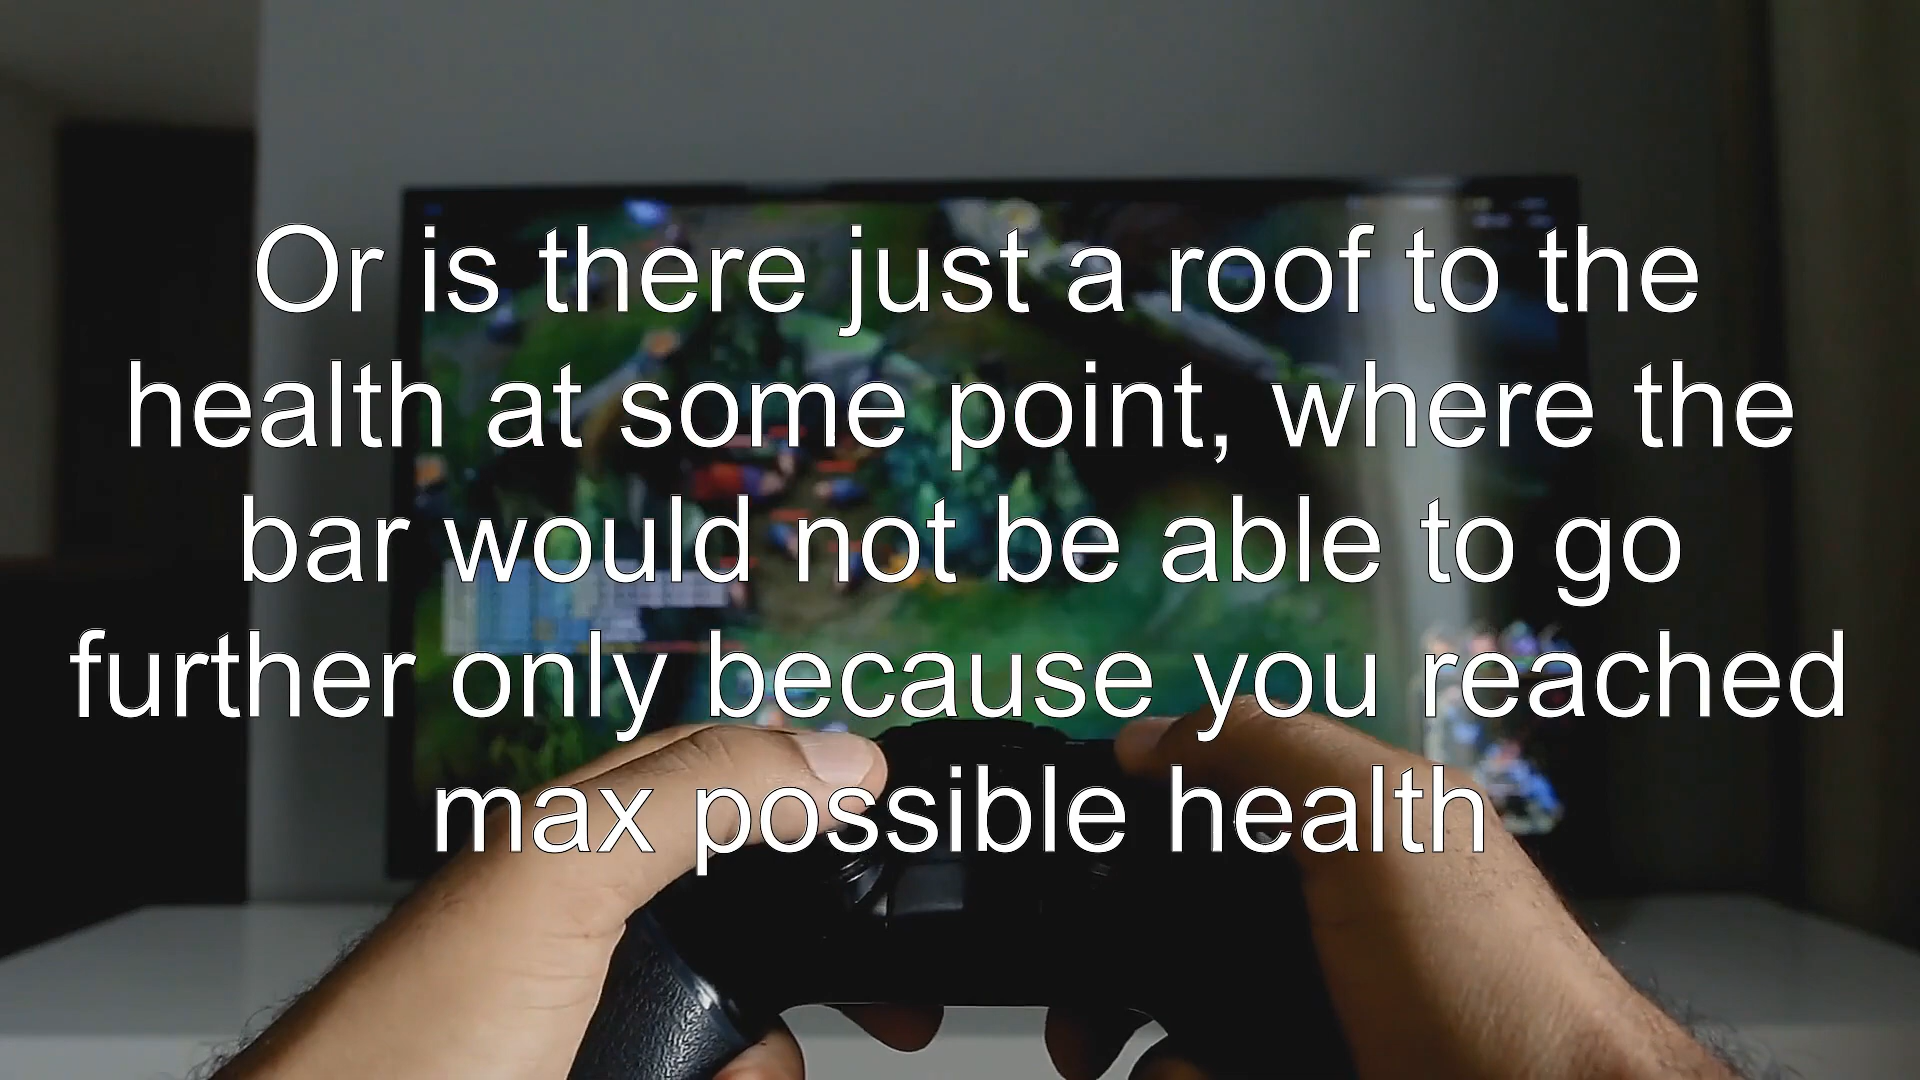 Or is there just a roof to the
health at some point, where the
bar would not be able to go
further only because you reached
max possible health